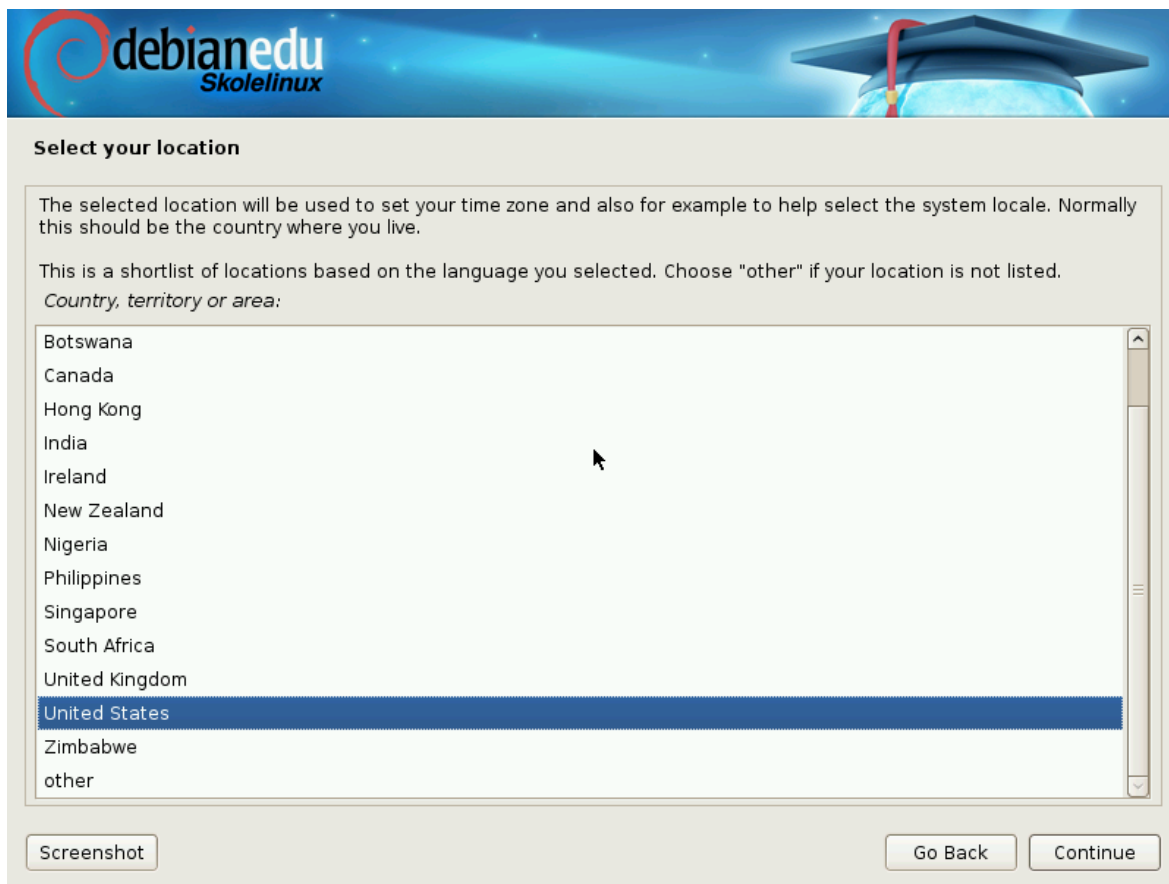 debianedu
Skolelinux
Select your location
The selected location will be used to set your time zone and also for example to help select the system locale. Normally
this should be the country where you live.
This is a shortlist of locations based on the language you selected. Choose "other" if your location is not listed.
Country, territory or area:
Botswana
Canada
Hong Kong
India
Ireland
New Zealand
Nigeria
Philippines
Singapore
South Africa
United Kingdom
United States
Zimbabwe
other
Screenshot
Go Back
Continue